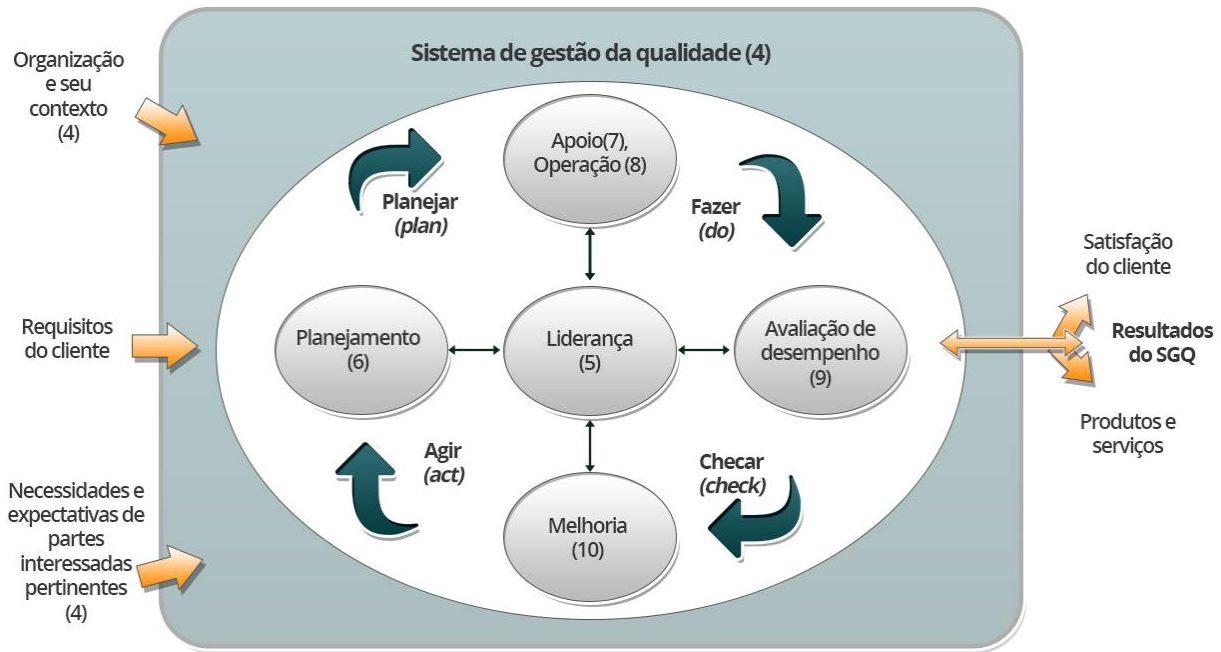 Sistema de gestão da qualidade (4)
Organização
e seu
contexto
(4)
Requisitos
do cliente
Necessidades e
expectativas de
partes
interessadas
pertinentes
(4)
Apoio(7),
Operação (8)
Planejar
(plan)
Fazer
(do)
Planejamento
(6)
Liderança
(5)
Avaliação de
desempenho
(9)
Agir
(act)
Checar
(check)
Melhoria
(10)
Satisfação
do cliente
Resultados
do SGQ
Produtos e
serviços